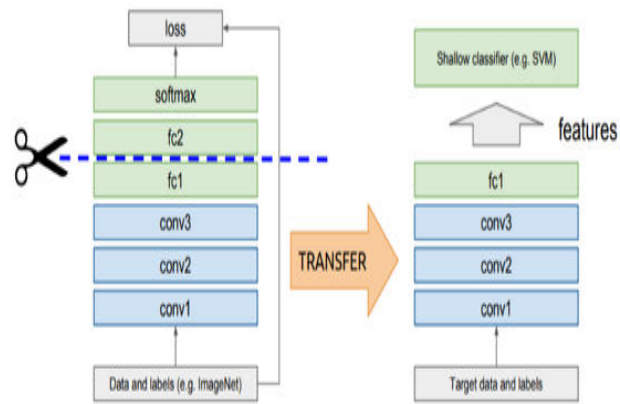 loss
softmax
fc2
fc1
conv3
conv2
conv1
Data and labels (e.g. ImageNet)
TRANSFER
Shallow classifier (e.g. SVM)
features
fc1
conv3
conv2
conv1
Target data and labels